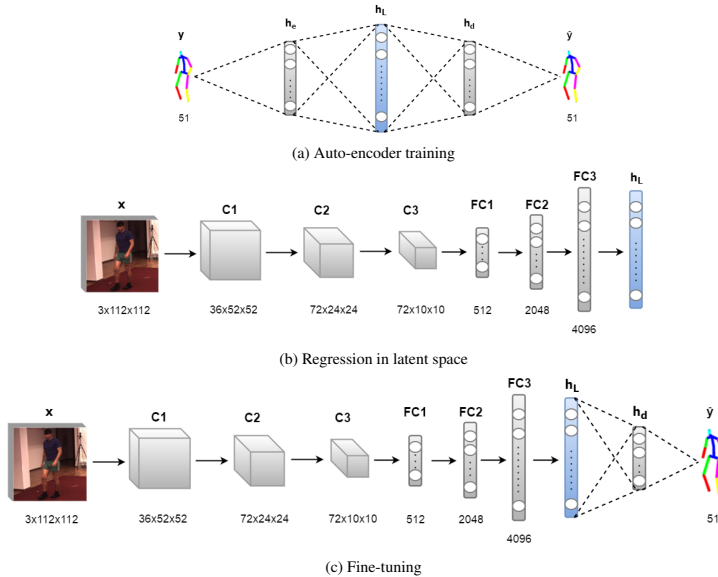 h_L
y h_e h_d ŷ
51 51
(a) Auto-encoder training
x C1 C2 C3 FC1 FC2 FC3 h_L
3x112x112 36x52x52 72x24x24 72x10x10 512 2048
4096
(b) Regression in latent space
x C1 C2 C3 FC1 FC2 FC3 h_L h_d ŷ
3x112x112 36x52x52 72x24x24 72x10x10 512 2048 51
4096
(c) Fine-tuning